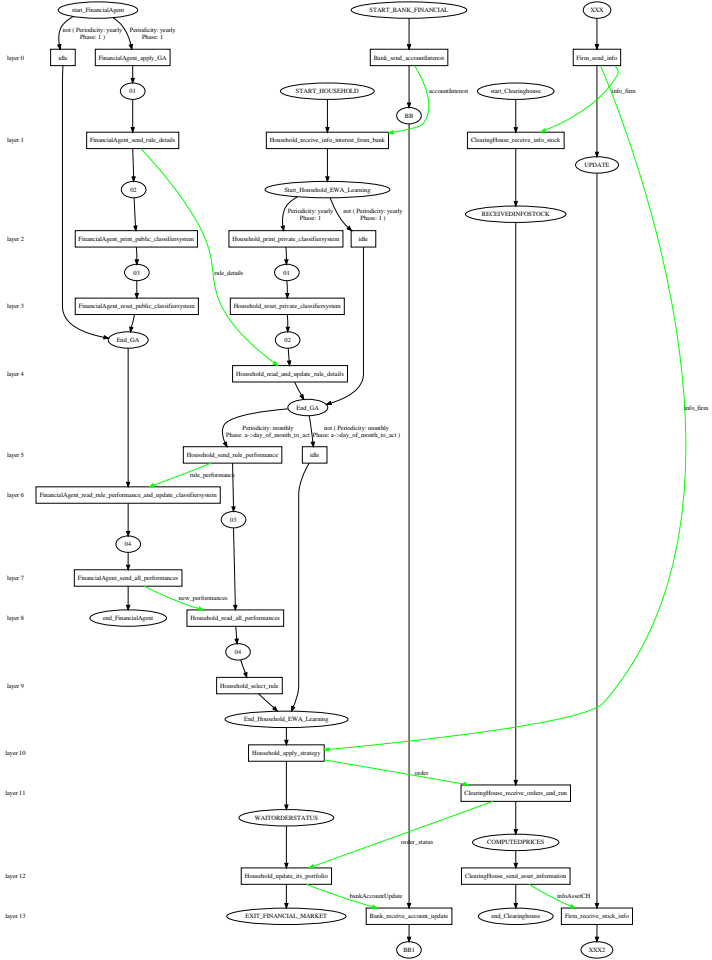 start_FinancialAgent
START_BANK_FINANCIAL
XXX
not ( Periodicity: yearly
Phase: 1 )
Periodicity: yearly
Phase: 1
layer 0
idle
FinancialAgent_apply_GA
Bank_send_accountInterest
Firm_send_info
01
START_HOUSEHOLD
accountInterest
start_Clearinghouse
info_firm
BB
layer 1
FinancialAgent_send_rule_details
Household_receive_info_interest_from_bank
ClearingHouse_receive_info_stock
UPDATE
02
Start_Household_EWA_Learning
Periodicity: yearly
Phase: 1
not ( Periodicity: yearly
Phase: 1 )
RECEIVEDINFOSTOCK
layer 2
FinancialAgent_print_public_classifiersystem
Household_print_private_classifiersystem
idle
03
rule_details
01
layer 3
FinancialAgent_reset_public_classifiersystem
Household_reset_private_classifiersystem
End_GA
02
layer 4
Household_read_and_update_rule_details
End_GA
info_firm
Periodicity: monthly
Phase: a->day_of_month_to_act
not ( Periodicity: monthly
Phase: a->day_of_month_to_act )
layer 5
Household_send_rule_performance
idle
rule_performance
layer 6
FinancialAgent_read_rule_performance_and_update_classifiersystem
03
04
layer 7
FinancialAgent_send_all_performances
new_performances
layer 8
end_FinancialAgent
Household_read_all_performances
04
layer 9
Household_select_rule
End_Household_EWA_Learning
layer 10
Household_apply_strategy
order
layer 11
ClearingHouse_receive_orders_and_run
WAITORDERSTATUS
order_status
COMPUTEDPRICES
layer 12
Household_update_its_portfolio
ClearingHouse_send_asset_information
bankAccountUpdate
infoAssetCH
layer 13
EXIT_FINANCIAL_MARKET
Bank_receive_account_update
end_Clearinghouse
Firm_receive_stock_info
BB1
XXX2